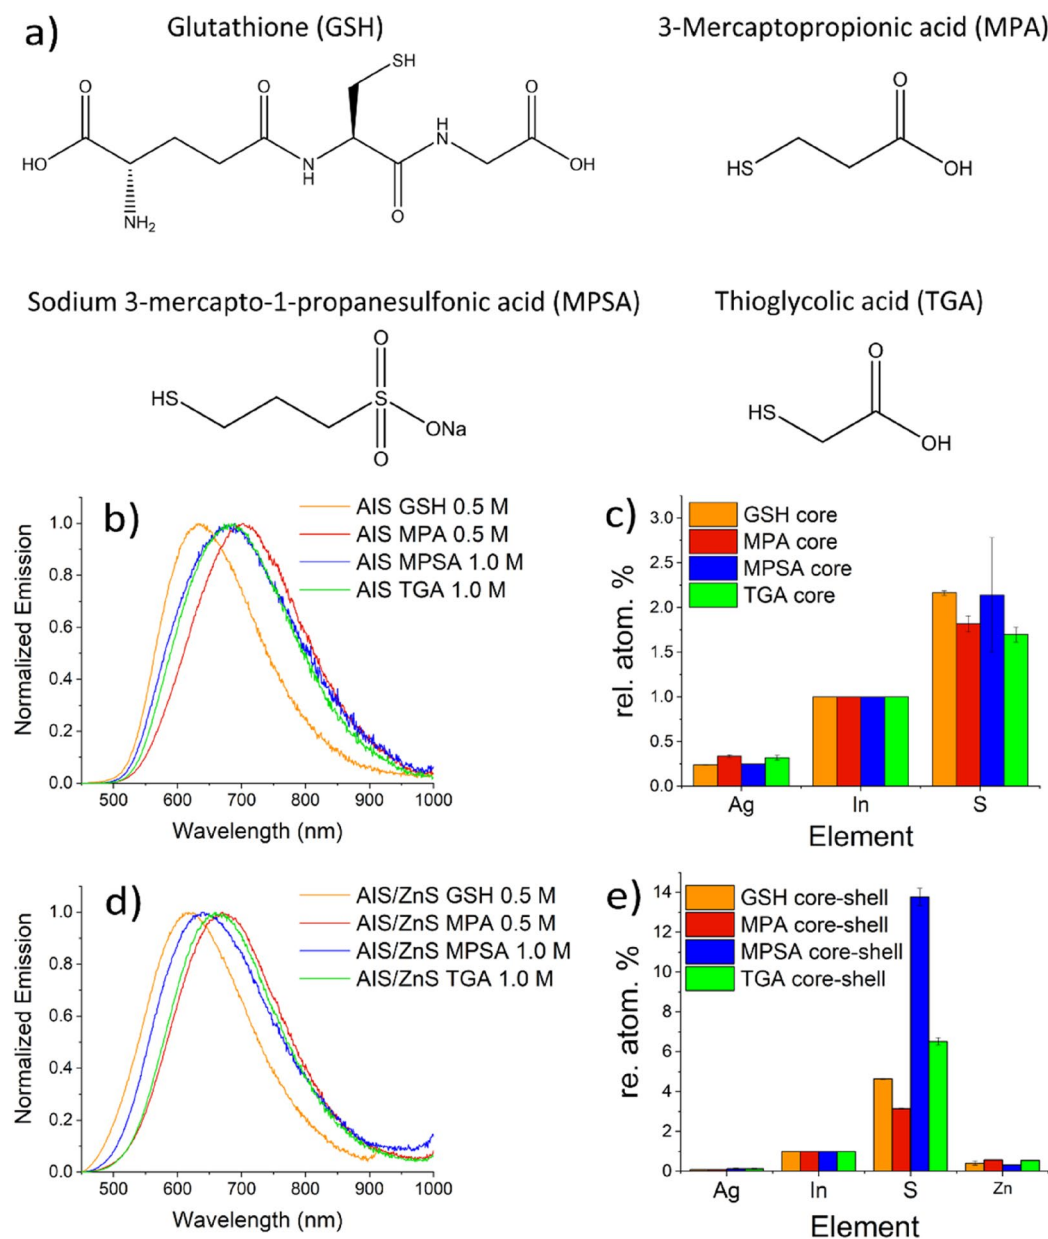 a)
Glutathione (GSH)
3-Mercaptopropionic acid (MPA)
SH
O
O
O
O
H
N
HO
N
H
OH
HS
OH
O
NH2
Sodium 3-mercapto-1-propanesulfonic acid (MPSA)
Thioglycolic acid (TGA)
O
O
HS
S
ONa
O
HS
OH
b)
AIS GSH 0.5 M
AIS MPA 0.5 M
AIS MPSA 1.0 M
AIS TGA 1.0 M
Normalized Emission
1.0
0.8
0.6
0.4
0.2
0.0
500 600 700 800 900 1000
Wavelength (nm)
c)
GSH core
MPA core
MPSA core
TGA core
rel. atom. %
3.0
2.5
2.0
1.5
1.0
0.5
0.0
Ag In S
Element
d)
AIS/ZnS GSH 0.5 M
AIS/ZnS MPA 0.5 M
AIS/ZnS MPSA 1.0 M
AIS/ZnS TGA 1.0 M
Normalized Emission
1.0
0.8
0.6
0.4
0.2
0.0
500 600 700 800 900 1000
Wavelength (nm)
e)
GSH core-shell
MPA core-shell
MPSA core-shell
TGA core-shell
re. atom. %
14
12
10
8
6
4
2
0
Ag In S Zn
Element